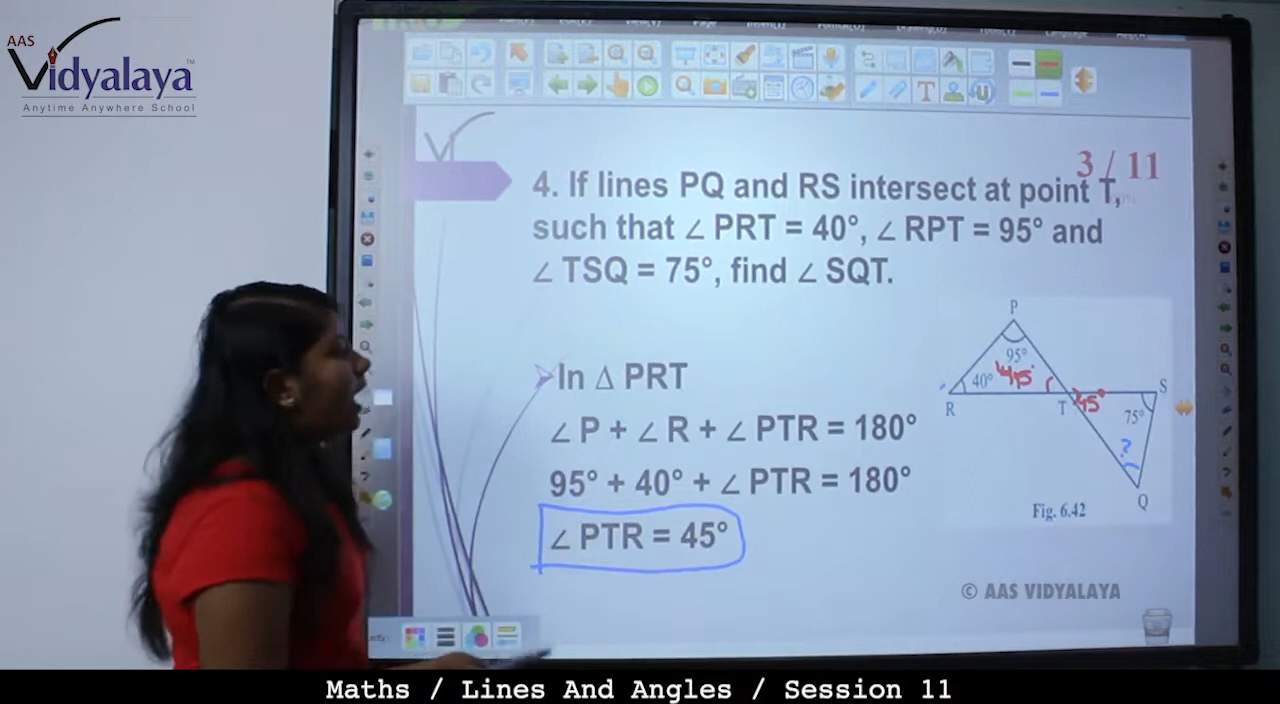 AAS
Vidyalaya™
Anytime Anywhere School
3 / 11
4. If lines PQ and RS intersect at point T,
such that ∠ PRT = 40°, ∠ RPT = 95° and
∠ TSQ = 75°, find ∠ SQT.
P
95°
40°
45°
R
T
45°
S
75°
?
Q
Fig. 6.42
In Δ PRT
∠ P + ∠ R + ∠ PTR = 180°
95° + 40° + ∠ PTR = 180°
∠ PTR = 45°
© AAS VIDYALAYA
Maths / Lines And Angles / Session 11